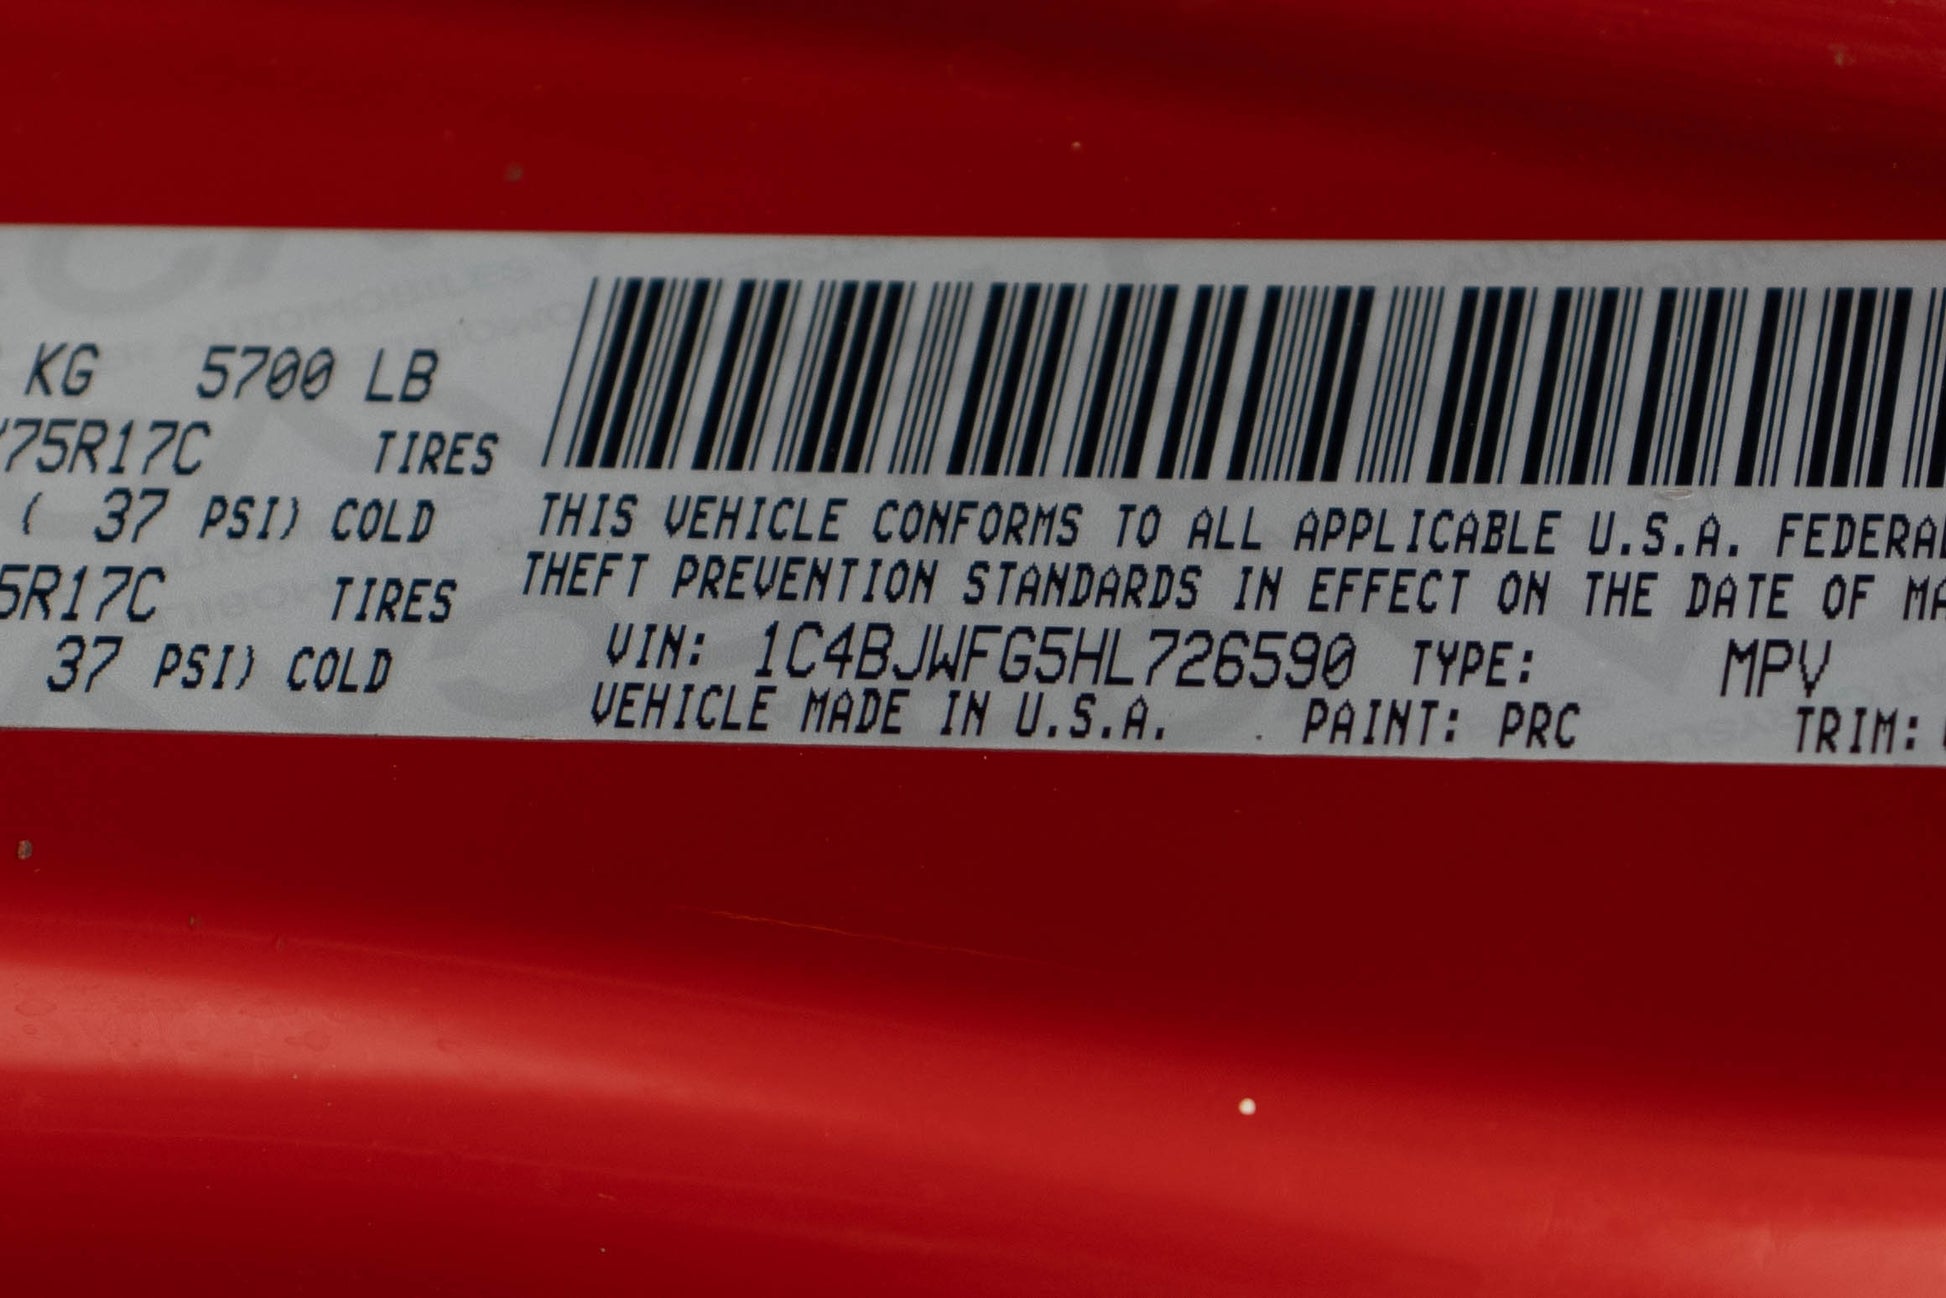 KG 5700 LB
75R17C TIRES
( 37 PSI) COLD
5R17C TIRES
37 PSI) COLD
THIS VEHICLE CONFORMS TO ALL APPLICABLE U.S.A. FEDERAL
THEFT PREVENTION STANDARDS IN EFFECT ON THE DATE OF MA
VIN: 1C4BJWFG5HL726590 TYPE: MPV
VEHICLE MADE IN U.S.A. PAINT: PRC TRIM: